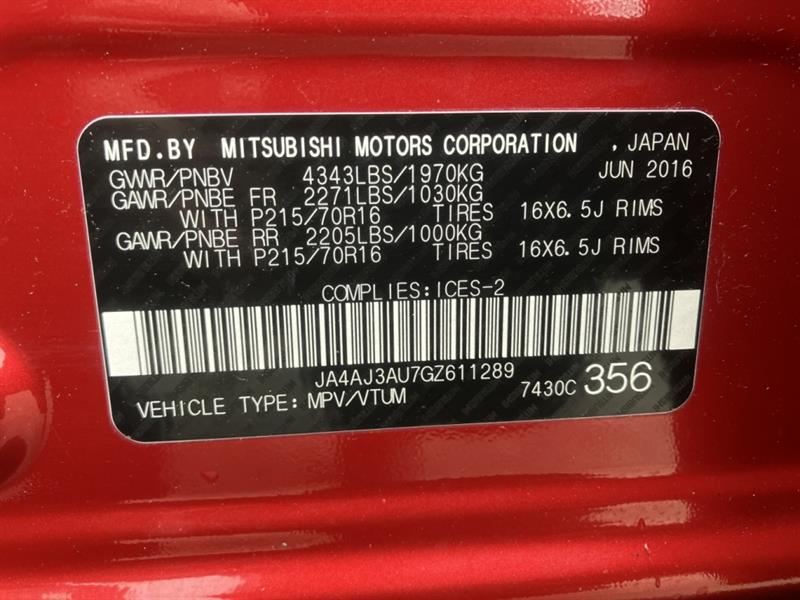 MFD.BY MITSUBISHI MOTORS CORPORATION , JAPAN
GVWR/PNBV 4343LBS/1970KG JUN 2016
GAWR/PNBE FR 2271LBS/1030KG
WITH P215/70R16 TIRES 16X6.5J RIMS
GAWR/PNBE RR 2205LBS/1000KG
WITH P215/70R16 TIRES 16X6.5J RIMS
COMPLIES:ICES-2
JA4AJ3AU7GZ611289
VEHICLE TYPE: MPV/VTUM 7430C 356